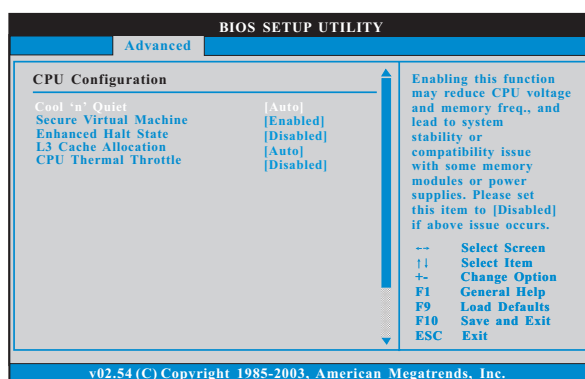 BIOS SETUP UTILITY
Advanced
CPU Configuration
Cool ‘n’ Quiet [Auto]
Secure Virtual Machine [Enabled]
Enhanced Halt State [Disabled]
L3 Cache Allocation [Auto]
CPU Thermal Throttle [Disabled]
Enabling this function
may reduce CPU voltage
and memory freq., and
lead to system
stability or
compatibility issue
with some memory
modules or power
supplies. Please set
this item to [Disabled]
if above issue occurs.
←→ Select Screen
↑↓ Select Item
+- Change Option
F1 General Help
F9 Load Defaults
F10 Save and Exit
ESC Exit
v02.54 (C) Copyright 1985-2003, American Megatrends, Inc.